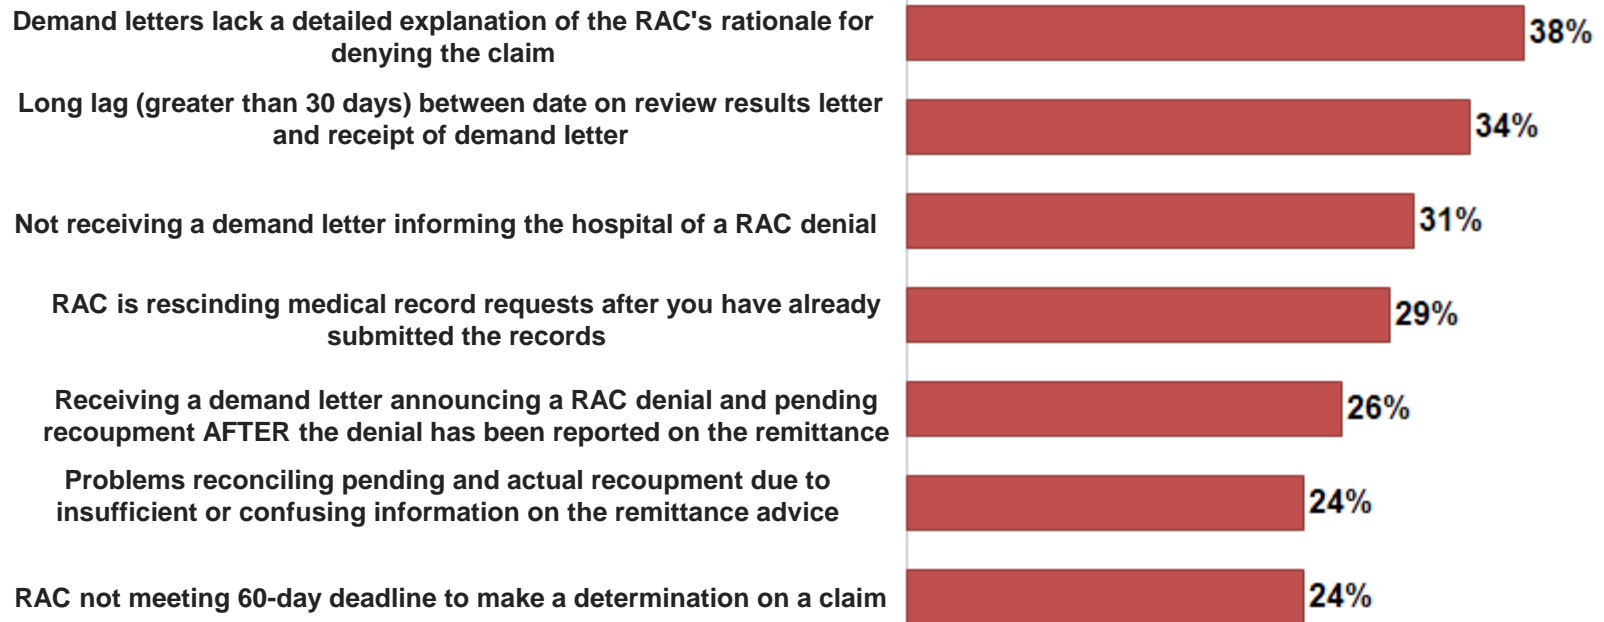 Demand letters lack a detailed explanation of the RAC's rationale for
denying the claim
38%
Long lag (greater than 30 days) between date on review results letter
and receipt of demand letter
34%
Not receiving a demand letter informing the hospital of a RAC denial
31%
RAC is rescinding medical record requests after you have already
submitted the records
29%
Receiving a demand letter announcing a RAC denial and pending
recoupment AFTER the denial has been reported on the remittance
26%
Problems reconciling pending and actual recoupment due to
insufficient or confusing information on the remittance advice
24%
RAC not meeting 60-day deadline to make a determination on a claim
24%